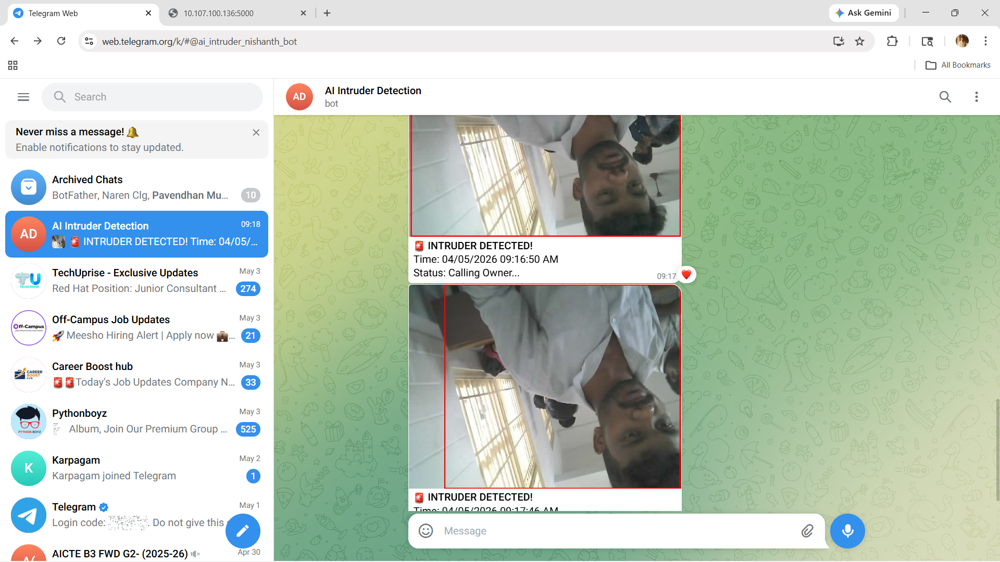 Telegram Web
10.107.100.136:5000
Ask Gemini
web.telegram.org/k/#@ai_intruder_nishanth_bot
All Bookmarks
Search
Never miss a message! 🔔
Enable notifications to stay updated.
Archived Chats
BotFather, Naren Clg, Pavendhan Mu...
10
AD
AI Intruder Detection
09:18
🚨 INTRUDER DETECTED! Time: 04/05/...
TechUprise - Exclusive Updates
May 3
Red Hat Position: Junior Consultant ...
274
Off-Campus
Off-Campus Job Updates
May 3
🚀 Meesho Hiring Alert | Apply now 💼...
21
CAREER
BOOST
HUB
Career Boost hub
May 3
🚨🚨Today's Job Updates Company N...
33
PYTHON BOYZ
Pythonboyz
May 3
Album, Join Our Premium Group ...
525
K
Karpagam
May 2
Karpagam joined Telegram
1
Telegram
May 1
Login code: . Do not give this
AICTE B3 FWD G2- (2025-26)
Apr 30
AD
AI Intruder Detection
bot
🚨 INTRUDER DETECTED!
Time: 04/05/2026 09:16:50 AM
Status: Calling Owner...
09:17
🚨 INTRUDER DETECTED!
Time: 04/05/2026 09:17:46 AM
Message